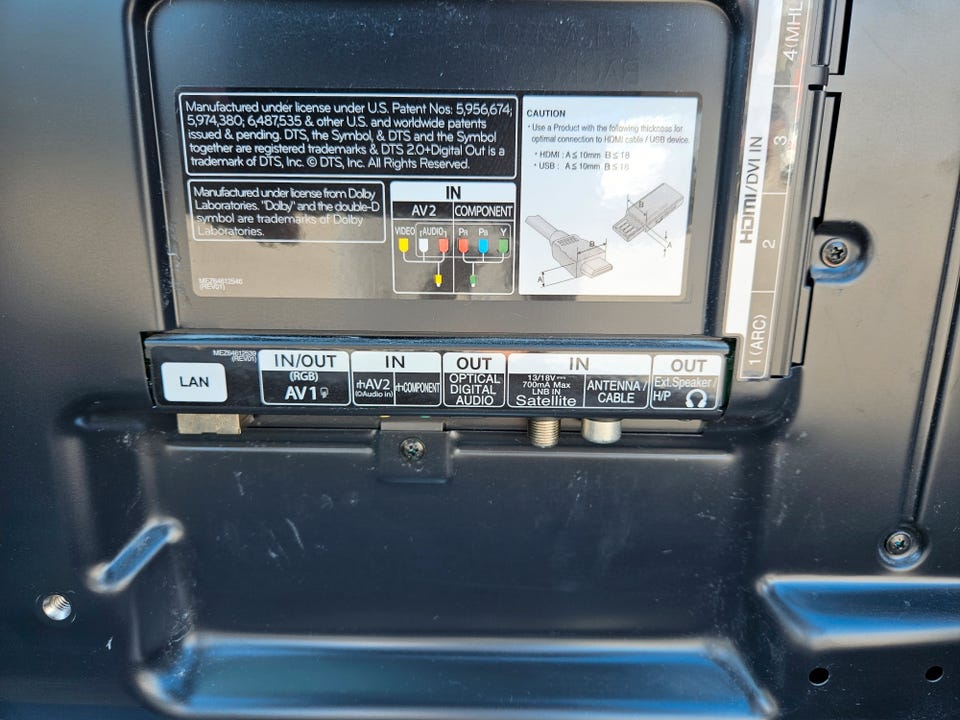 Manufactured under license under U.S. Patent Nos: 5,956,674;
5,974,380; 6,487,535 & other U.S. and worldwide patents
issued & pending. DTS, the Symbol, & DTS and the Symbol
together are registered trademarks & DTS 2.0+Digital Out is a
trademark of DTS, Inc. © DTS, Inc. All Rights Reserved.
Manufactured under license from Dolby
Laboratories. "Dolby" and the double-D
symbol are trademarks of Dolby
Laboratories.
MEZ64612540
(REV01)
IN
AV2 COMPONENT
VIDEO AUDIO PR PB Y
CAUTION
· Use a Product with the following thickness for
optimal connection to HDMI cable / USB device.
· HDMI : A ≦ 10mm B ≦ 18
· USB : A ≦ 10mm B ≦ 18
B
A
B
A
4(MHL
3
HDMI/DVI IN
2
1(ARC)
MEZ64612539
(REV01)
LAN
IN/OUT
(RGB)
AV1
IN
AV2
(Audio in)
COMPONENT
OUT
OPTICAL
DIGITAL
AUDIO
IN
13/18V
700mA Max
LNB IN
Satellite
ANTENNA/
CABLE
OUT
Ext.Speaker /
H/P